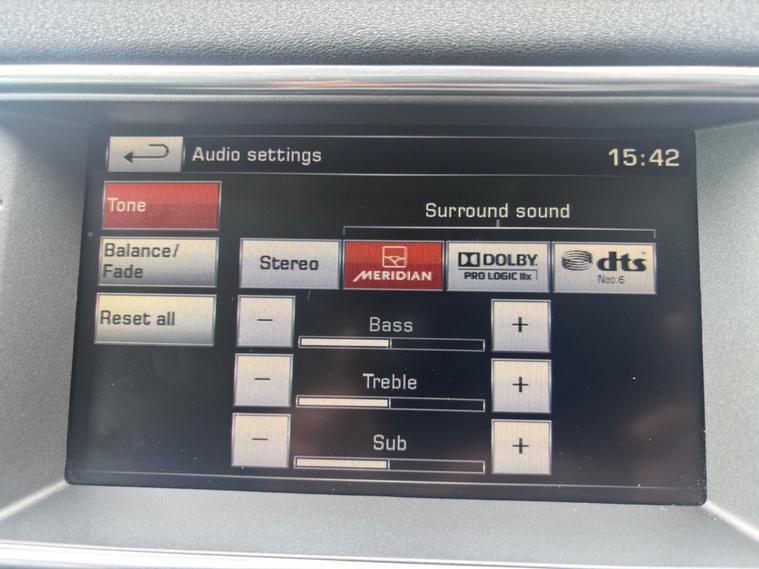 Audio settings
15:42
Tone
Surround sound
Balance/
Fade
Stereo
MERIDIAN
DOLBY
PRO LOGIC IIx
dts
Neo:6
Reset all
− Bass +
− Treble +
− Sub +